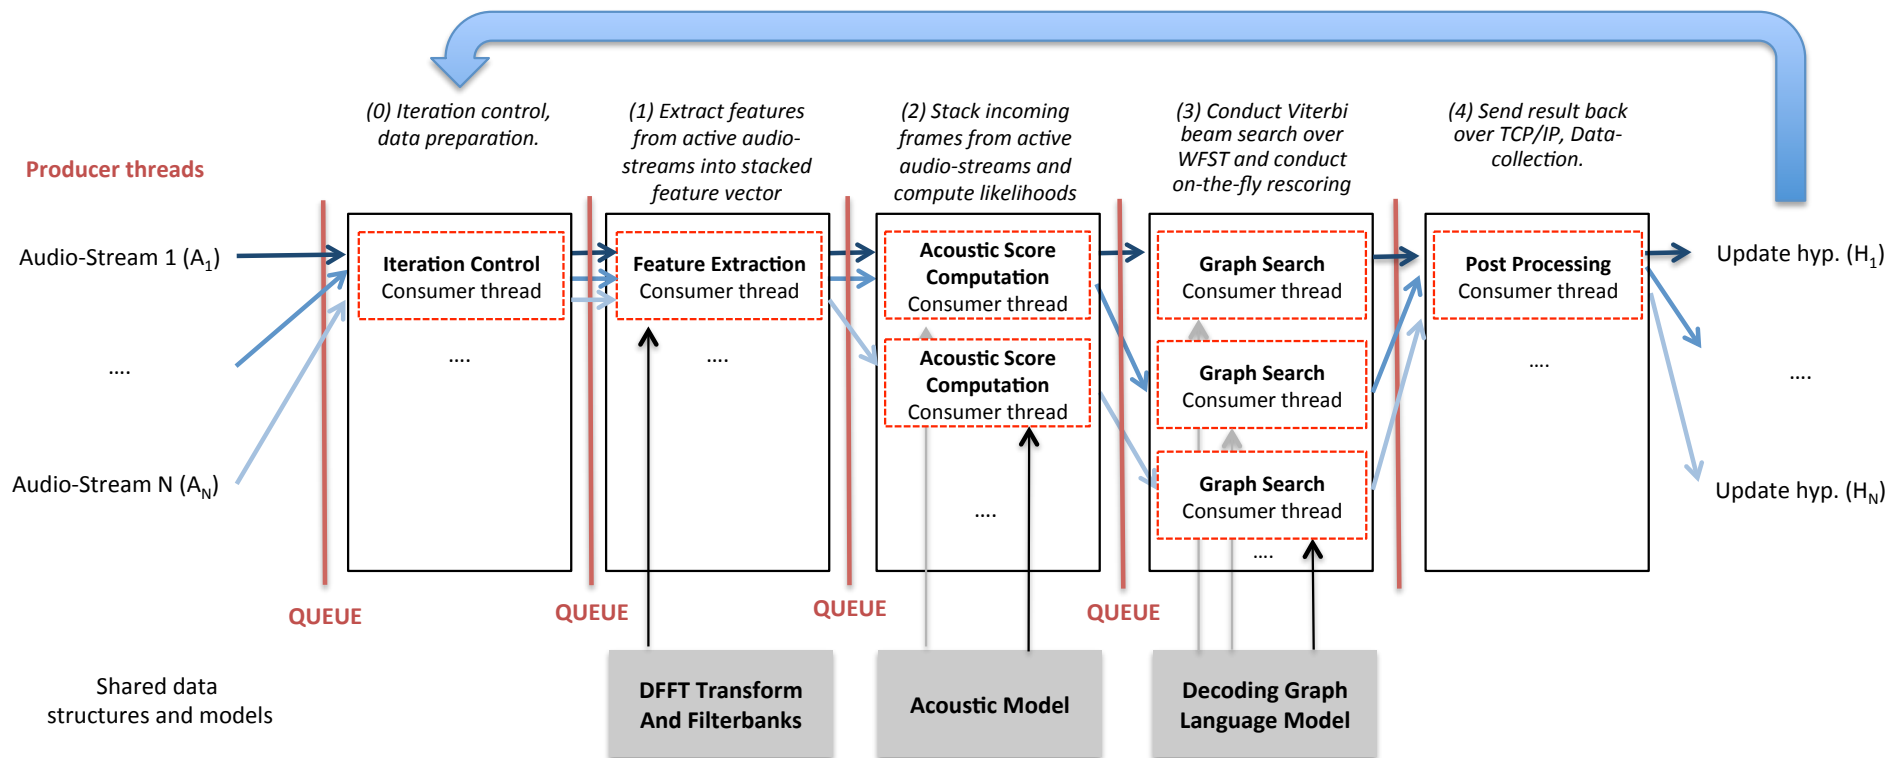 (0) Iteration control,
data preparation.
(1) Extract features
from active audio-
streams into stacked
feature vector
(2) Stack incoming
frames from active
audio-streams and
compute likelihoods
(3) Conduct Viterbi
beam search over
WFST and conduct
on-the-fly rescoring
(4) Send result back
over TCP/IP, Data-
collection.
Producer threads
Audio-Stream 1 (A1)
....
Audio-Stream N (AN)
Iteration Control
Consumer thread
....
Feature Extraction
Consumer thread
....
Acoustic Score
Computation
Consumer thread
Acoustic Score
Computation
Consumer thread
....
Graph Search
Consumer thread
Graph Search
Consumer thread
Graph Search
Consumer thread
....
Post Processing
Consumer thread
....
Update hyp. (H1)
....
Update hyp. (HN)
QUEUE
QUEUE
QUEUE
QUEUE
Shared data
structures and models
DFFT Transform
And Filterbanks
Acoustic Model
Decoding Graph
Language Model